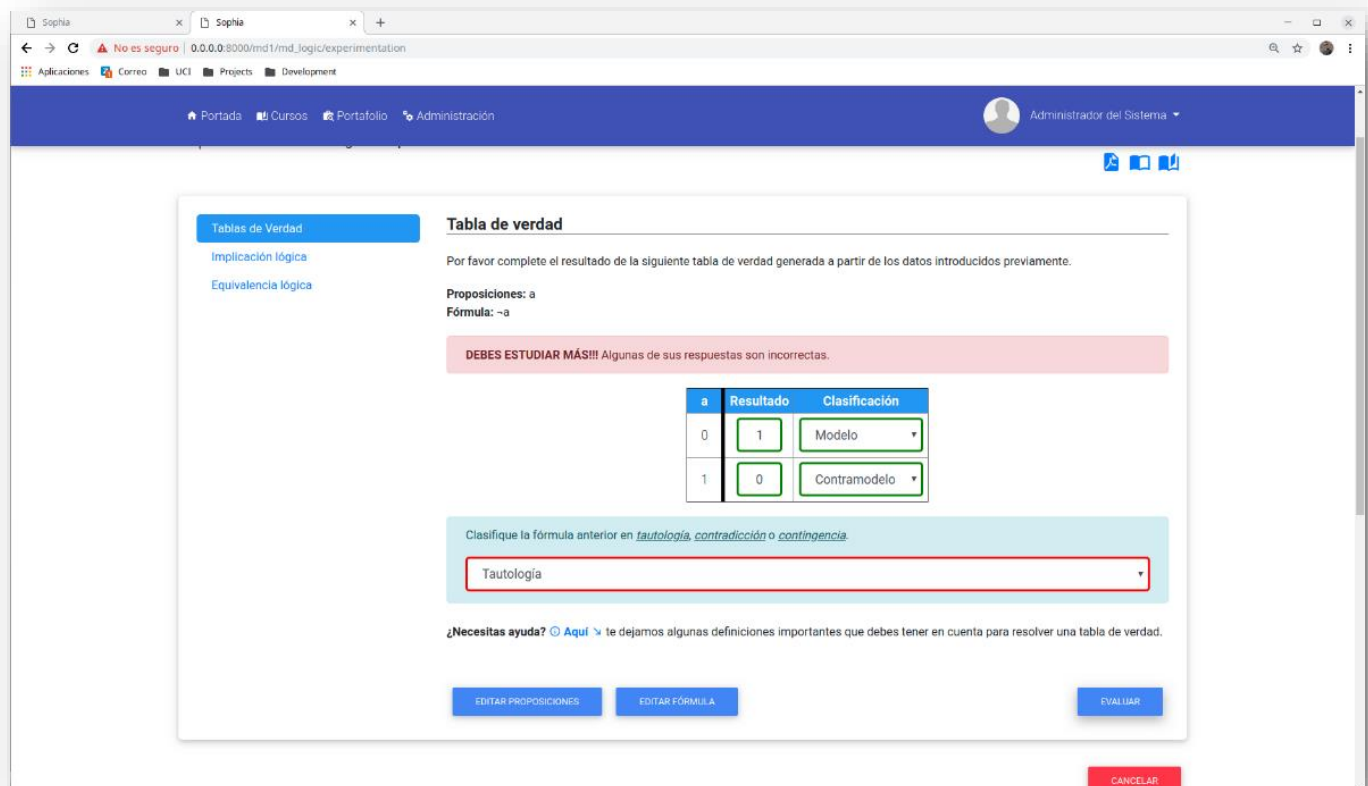 Sophia
Sophia
No es seguro | 0.0.0.0:8000/md1/md_logic/experimentation
Aplicaciones Correo UCI Projects Development
Portada Cursos Portafolio Administración Administrador del Sistema
Tablas de Verdad
Implicación lógica
Equivalencia lógica
Tabla de verdad
Por favor complete el resultado de la siguiente tabla de verdad generada a partir de los datos introducidos previamente.
Proposiciones: a
Fórmula: ¬a
DEBES ESTUDIAR MÁS!!! Algunas de sus respuestas son incorrectas.
a Resultado Clasificación
0 1 Modelo
1 0 Contramodelo
Clasifique la fórmula anterior en tautología, contradicción o contingencia.
Tautología
¿Necesitas ayuda? Aquí ↘ te dejamos algunas definiciones importantes que debes tener en cuenta para resolver una tabla de verdad.
EDITAR PROPOSICIONES EDITAR FÓRMULA EVALUAR
CANCELAR